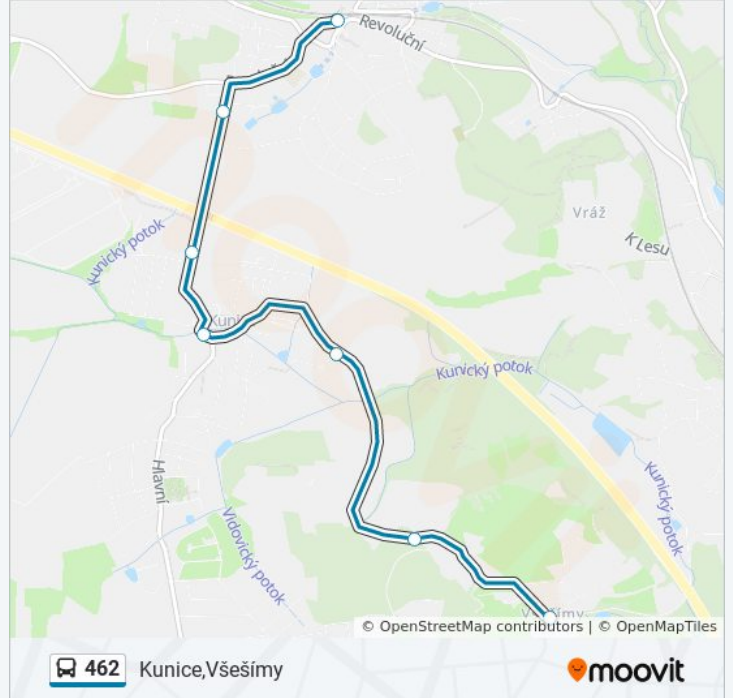 Revoluční
Vráž
K Lesu
Kunický potok
Kunický potok
Hlavní
Kunický potok
Vidovický potok
© OpenStreetMap contributors | © OpenMapTiles
462 Kunice,Všešímy
moovit